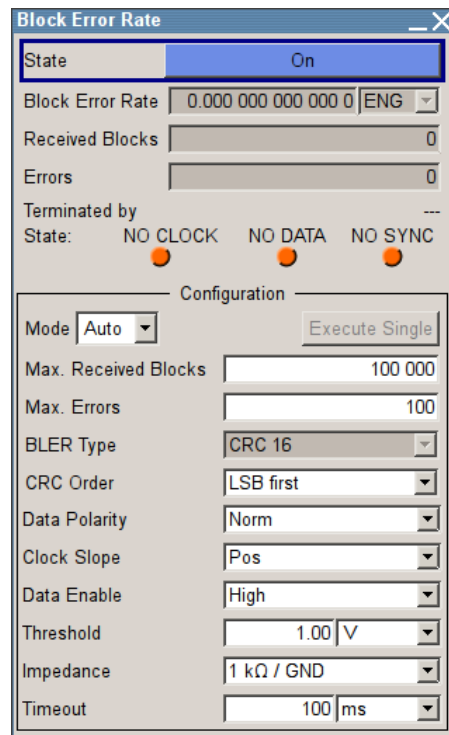 Block Error Rate
State On
Block Error Rate 0.000 000 000 000 0 ENG
Received Blocks 0
Errors 0
Terminated by ---
State: NO CLOCK NO DATA NO SYNC
Configuration
Mode Auto Execute Single
Max. Received Blocks 100 000
Max. Errors 100
BLER Type CRC 16
CRC Order LSB first
Data Polarity Norm
Clock Slope Pos
Data Enable High
Threshold 1.00 V
Impedance 1 kΩ / GND
Timeout 100 ms